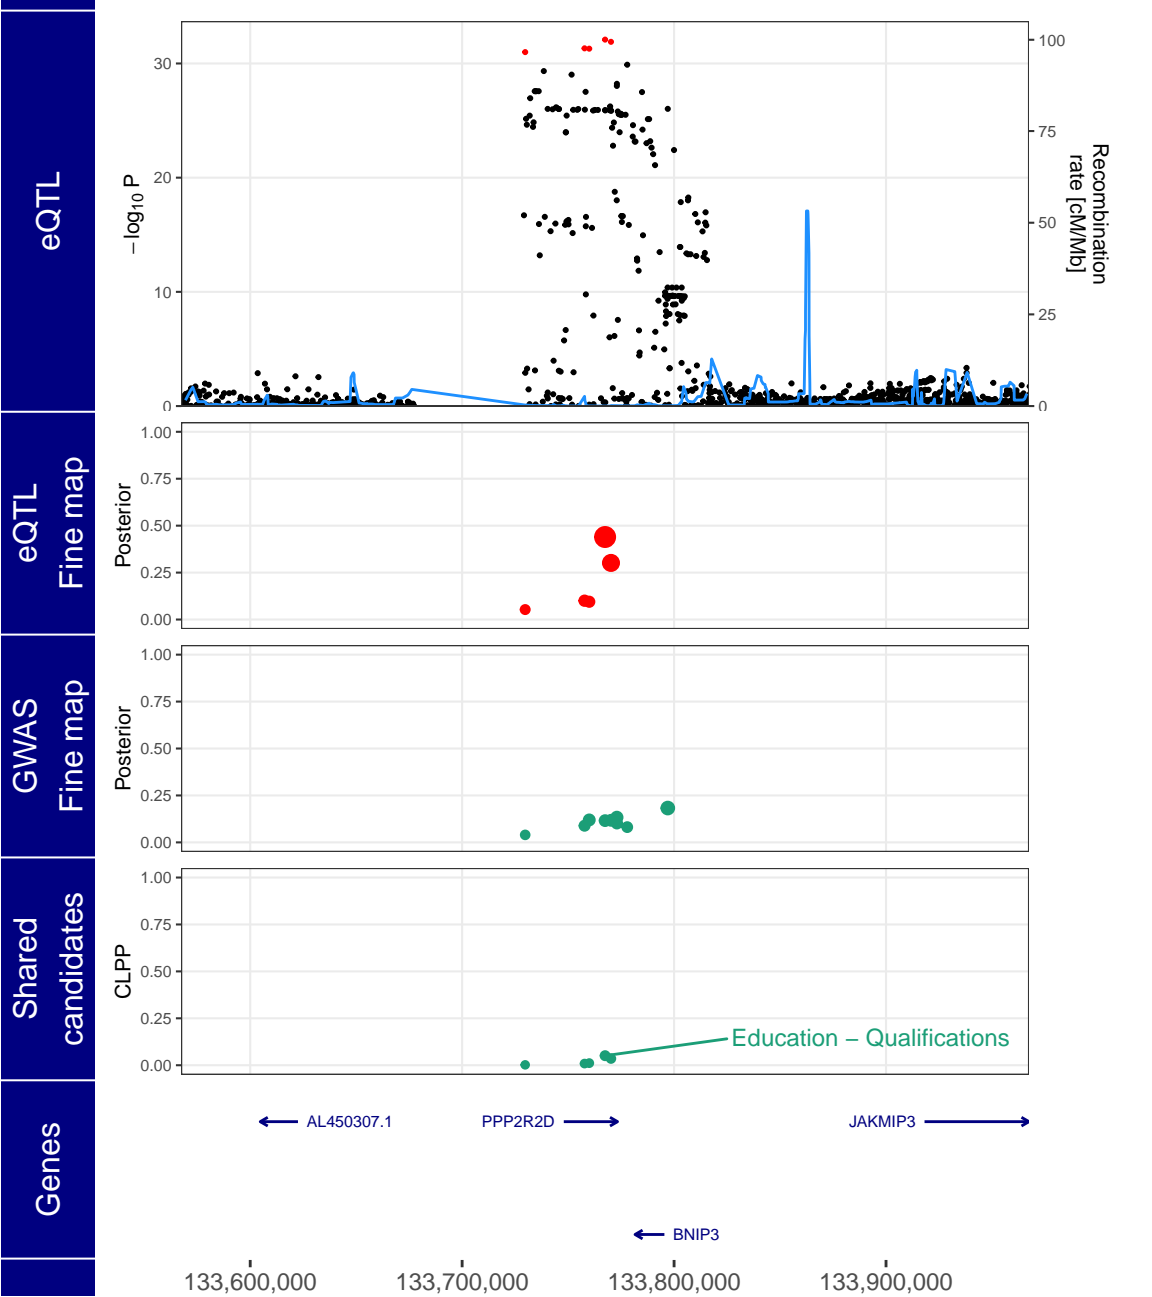 eQTL
−log10 P
30
20
10
0
100
75
50
25
0
Recombination
rate [cM/Mb]
eQTL
Fine map
Posterior
1.00
0.75
0.50
0.25
0.00
GWAS
Fine map
Posterior
1.00
0.75
0.50
0.25
0.00
Shared
candidates
CLPP
1.00
0.75
0.50
0.25
0.00
Education − Qualifications
Genes
AL450307.1
PPP2R2D
JAKMIP3
BNIP3
133,600,000
133,700,000
133,800,000
133,900,000